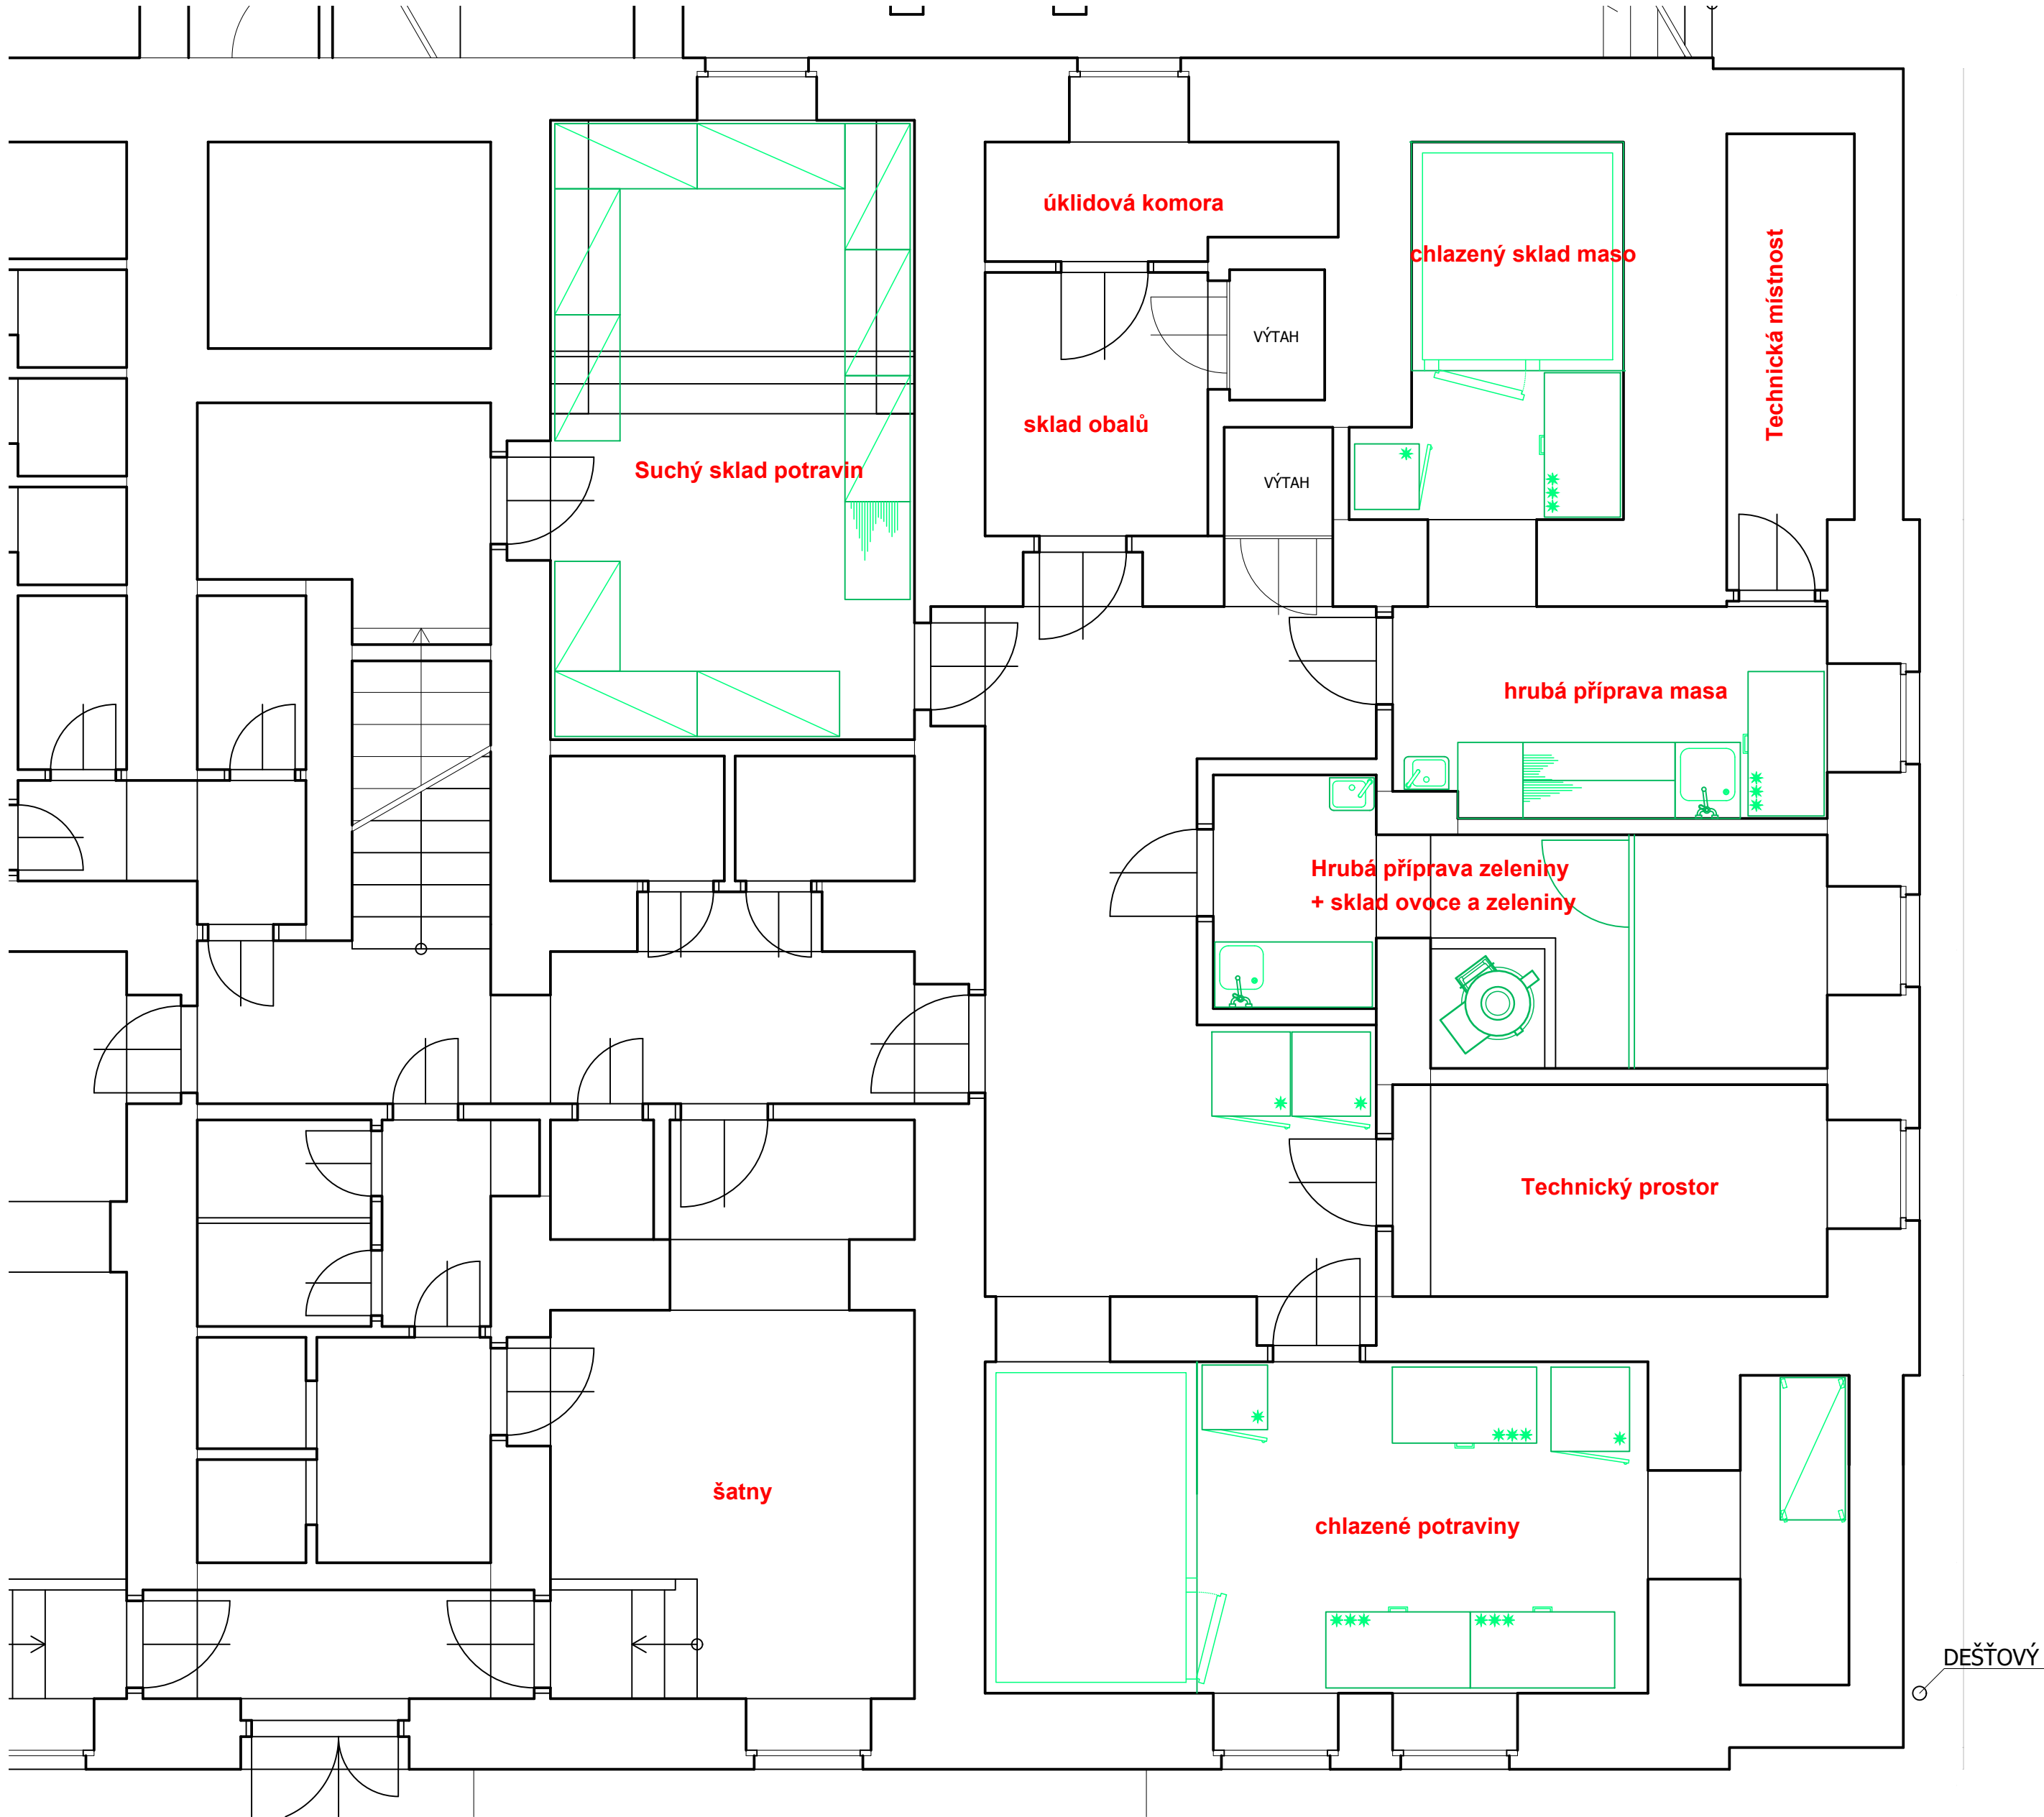 úklidová komora
chlazený sklad maso
Technická místnost
VÝTAH
sklad obalů
Suchý sklad potravin
VÝTAH
hrubá příprava masa
Hrubá příprava zeleniny
+ sklad ovoce a zeleniny
Technický prostor
šatny
chlazené potraviny
DEŠŤOVÝ